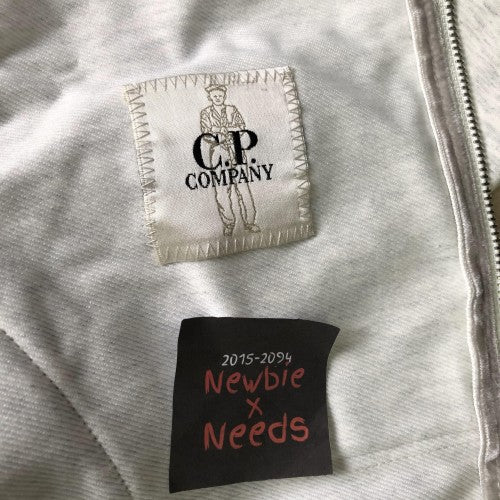 C.P.
COMPANY
2015-2094
Newbie
x
Needs